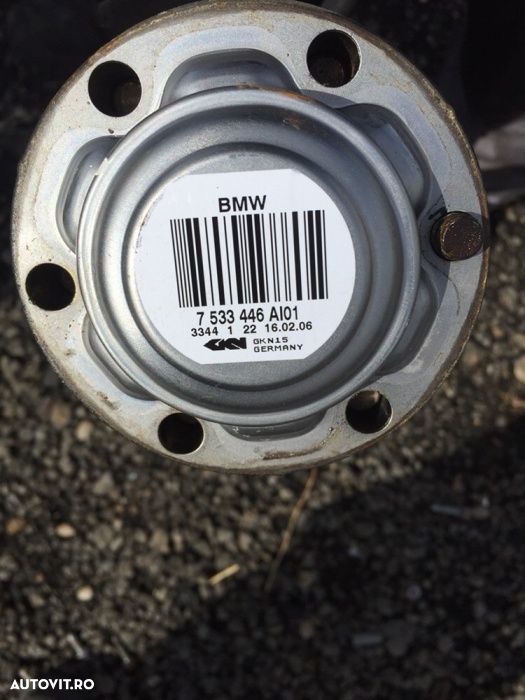 BMW
7 533 446 AI01
3344 1 22 16.02.06
GKN GKN15
GERMANY
AUTOVIT.RO